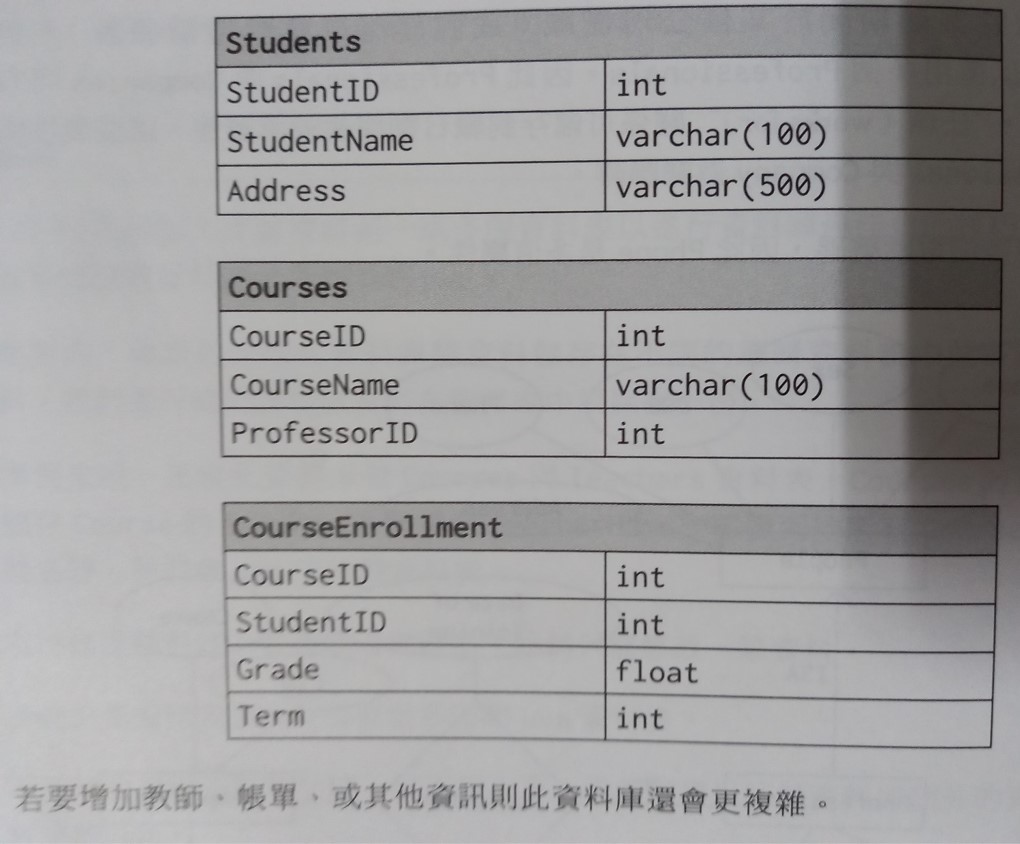 Students
StudentID int
StudentName varchar(100)
Address varchar(500)
Courses
CourseID int
CourseName varchar(100)
ProfessorID int
CourseEnrollment
CourseID int
StudentID int
Grade float
Term int
若要增加教師、帳單、或其他資訊則此資料庫還會更複雜。